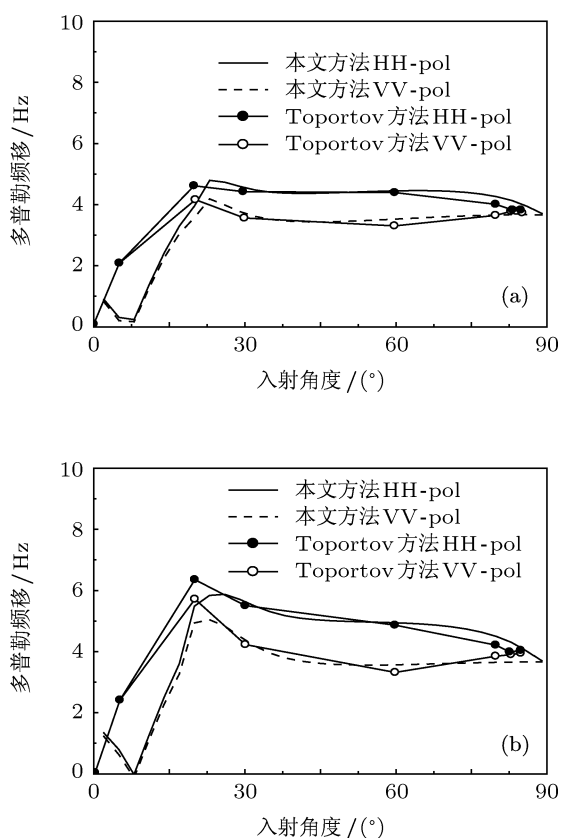 10
8
6
4
2
0
多普勒频移/Hz
本文方法HH-pol
本文方法VV-pol
Toportov方法HH-pol
Toportov方法VV-pol
(a)
0 30 60 90
入射角度/(°)
10
8
6
4
2
0
多普勒频移/Hz
本文方法HH-pol
本文方法VV-pol
Toportov方法HH-pol
Toportov方法VV-pol
(b)
0 30 60 90
入射角度/(°)